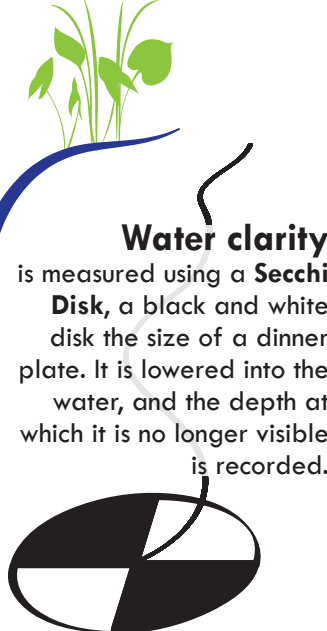 Water clarity
is measured using a Secchi
Disk, a black and white
disk the size of a dinner
plate. It is lowered into the
water, and the depth at
which it is no longer visible
is recorded.